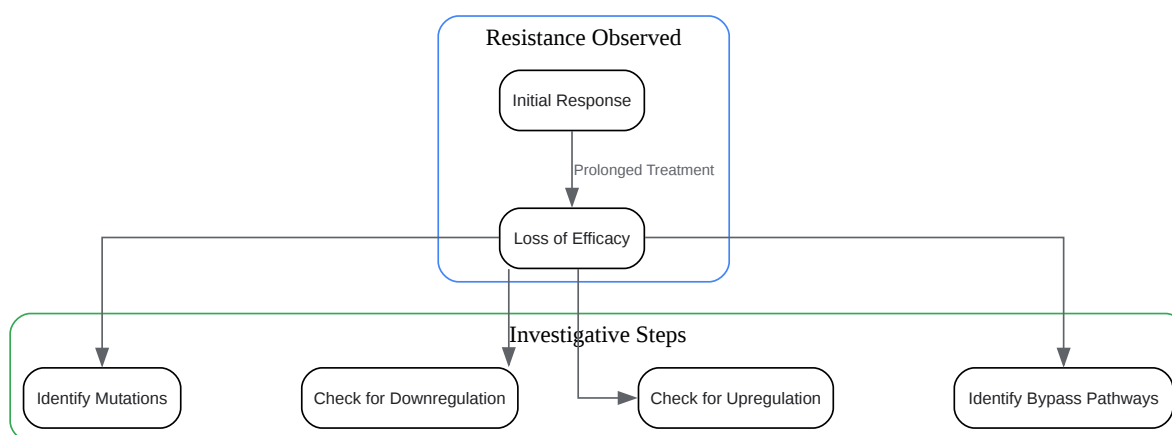 Resistance Observed
Initial Response
Prolonged Treatment
Loss of Efficacy
Investigative Steps
Identify Mutations
Check for Downregulation
Check for Upregulation
Identify Bypass Pathways